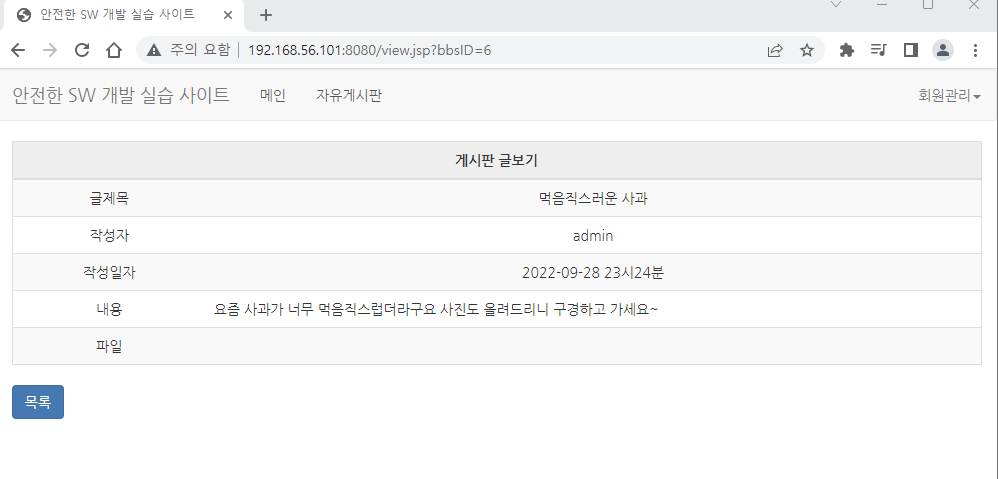 안전한 SW 개발 실습 사이트
주의 요함 192.168.56.101:8080/view.jsp?bbsID=6
안전한 SW 개발 실습 사이트 메인 자유게시판 회원관리
게시판 글보기
글제목 먹음직스러운 사과
작성자 admin
작성일자 2022-09-28 23시24분
내용 요즘 사과가 너무 먹음직스럽더라구요 사진도 올려드리니 구경하고 가세요~
파일
목록